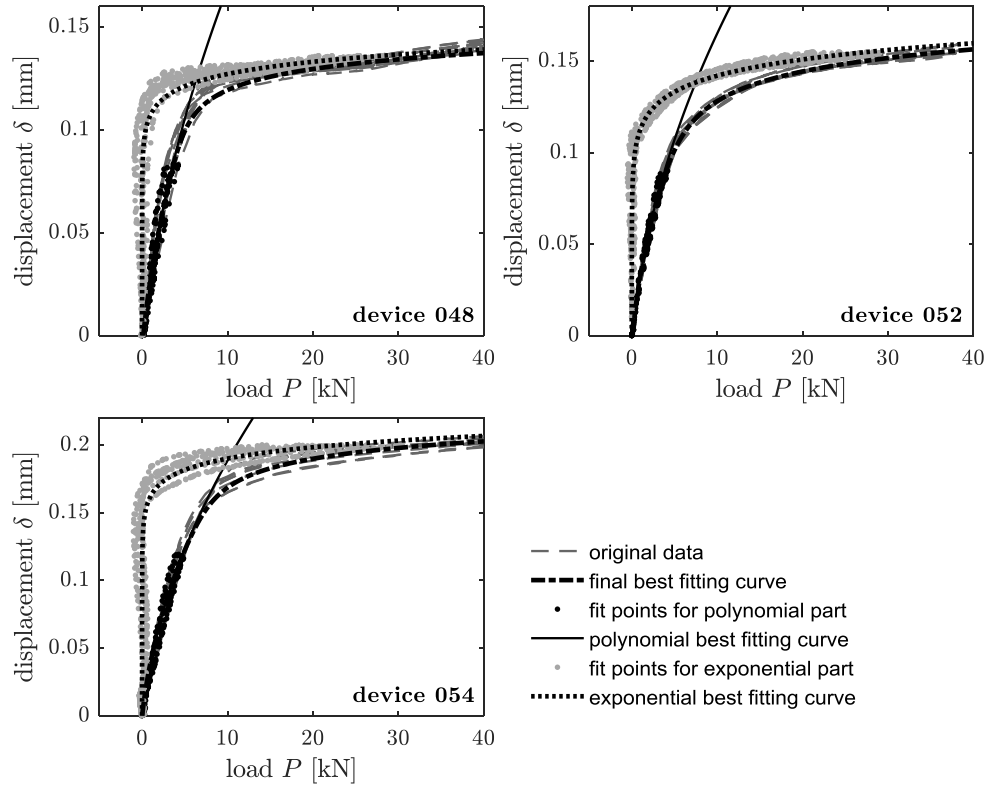 0.15
0.1
0.05
0
displacement δ [mm]
0 10 20 30 40
load P [kN]
device 048
0.15
0.1
0.05
0
displacement δ [mm]
0 10 20 30 40
load P [kN]
device 052
0.2
0.15
0.1
0.05
0
displacement δ [mm]
0 10 20 30 40
load P [kN]
device 054
original data
final best fitting curve
fit points for polynomial part
polynomial best fitting curve
fit points for exponential part
exponential best fitting curve